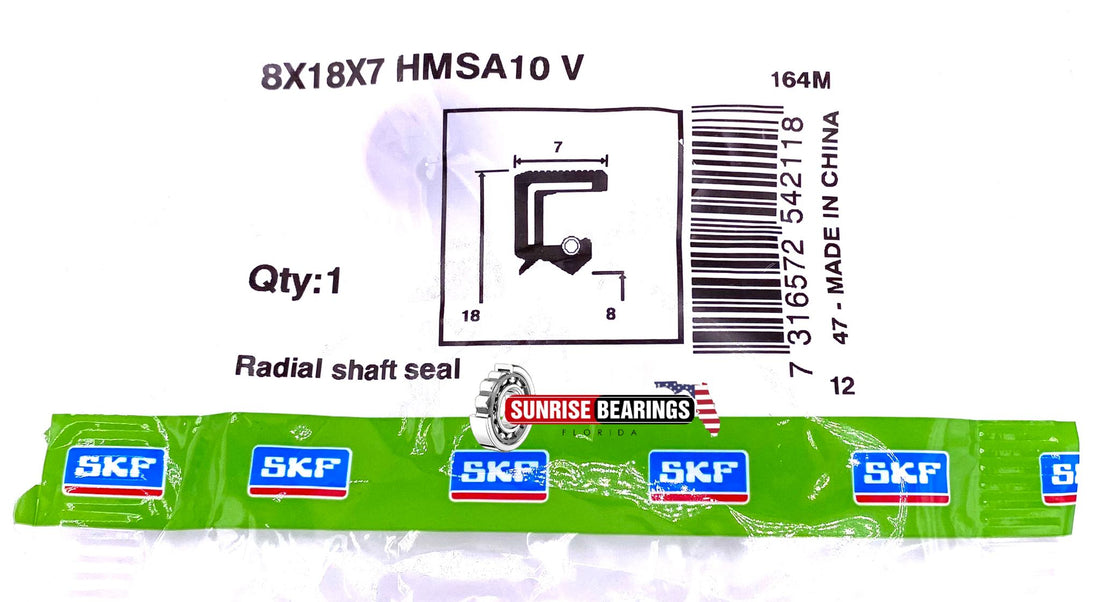 8X18X7 HMSA10 V
164M
7
18
8
Qty:1
Radial shaft seal
7 316572 542118
47 - MADE IN CHINA
12
SUNRISE BEARINGS
FLORIDA
SKF SKF SKF SKF SKF SKF